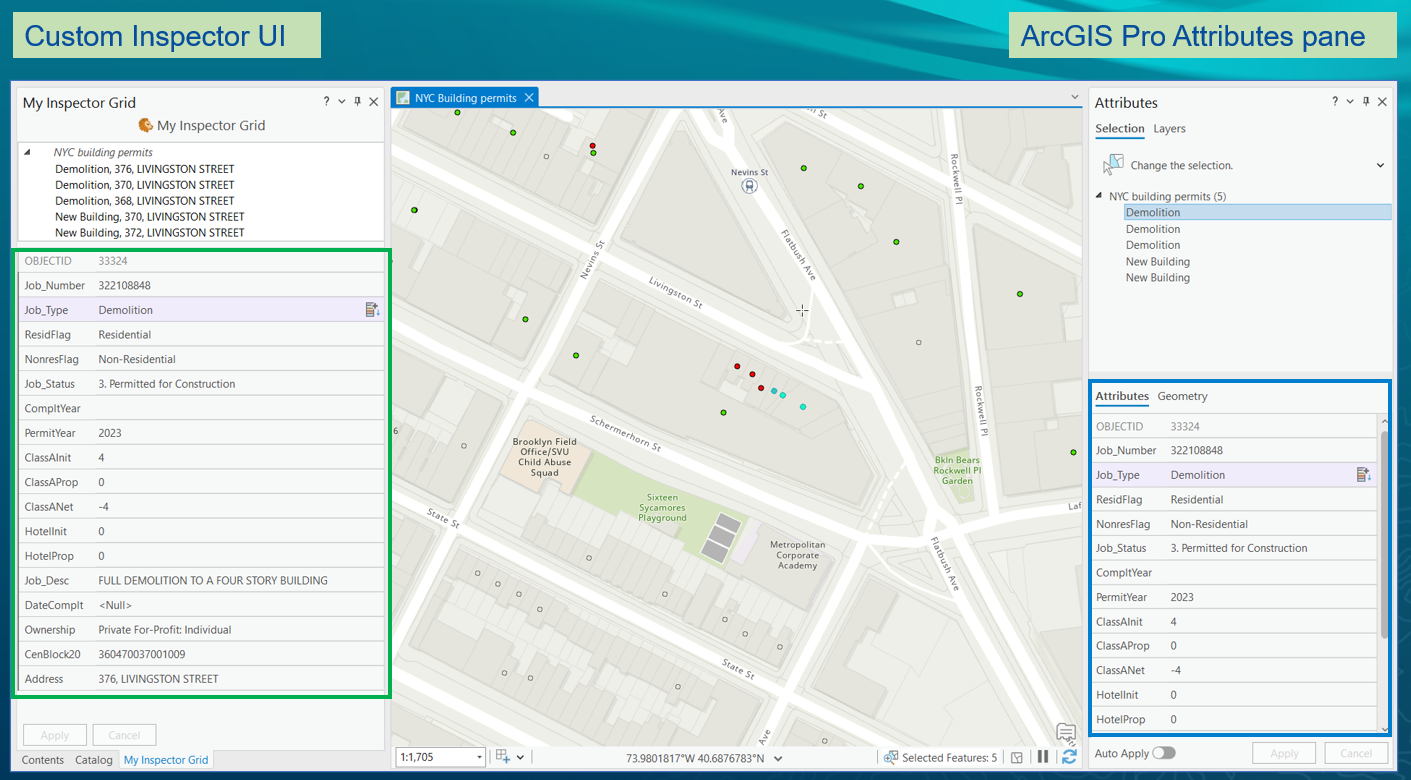 Custom Inspector UI
ArcGIS Pro Attributes pane
My Inspector Grid
?
My Inspector Grid
NYC building permits
Demolition, 376, LIVINGSTON STREET
Demolition, 370, LIVINGSTON STREET
Demolition, 368, LIVINGSTON STREET
New Building, 370, LIVINGSTON STREET
New Building, 372, LIVINGSTON STREET
OBJECTID 33324
Job_Number 322108848
Job_Type Demolition
ResidFlag Residential
NonresFlag Non-Residential
Job_Status 3. Permitted for Construction
CompltYear
PermitYear 2023
ClassAInit 4
ClassAProp 0
ClassANet -4
HotelInit 0
HotelProp 0
Job_Desc FULL DEMOLITION TO A FOUR STORY BUILDING
DateComplt <Null>
Ownership Private For-Profit: Individual
CenBlock20 360470037001009
Address 376, LIVINGSTON STREET
Apply Cancel
Contents Catalog My Inspector Grid
NYC Building permits
Ave
St
Nevins St
Rockwell Pl
Flatbush Ave
Nevins St
Livingston St
Rockwell Pl
Schermerhorn St
6
Brooklyn Field
Office/SVU
Child Abuse
Squad
Bkln Bears
Rockwell Pl
Garden
Sixteen
Sycamores
Playground
Laf
State St
Metropolitan
Corporate
Academy
Flatbush Ave
State St
Ave
St
1:1,705
73.9801817°W 40.6876783°N
Selected Features: 5
Attributes
?
Selection Layers
Change the selection.
NYC building permits (5)
Demolition
Demolition
Demolition
New Building
New Building
Attributes Geometry
OBJECTID 33324
Job_Number 322108848
Job_Type Demolition
ResidFlag Residential
NonresFlag Non-Residential
Job_Status 3. Permitted for Construction
CompltYear
PermitYear 2023
ClassAInit 4
ClassAProp 0
ClassANet -4
HotelInit 0
HotelProp 0
Auto Apply
Apply Cancel